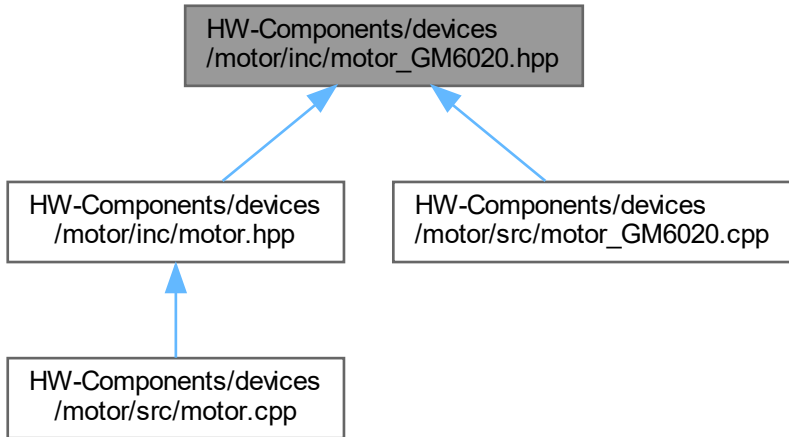 HW-Components/devices
/motor/inc/motor_GM6020.hpp
HW-Components/devices
/motor/inc/motor.hpp
HW-Components/devices
/motor/src/motor_GM6020.cpp
HW-Components/devices
/motor/src/motor.cpp